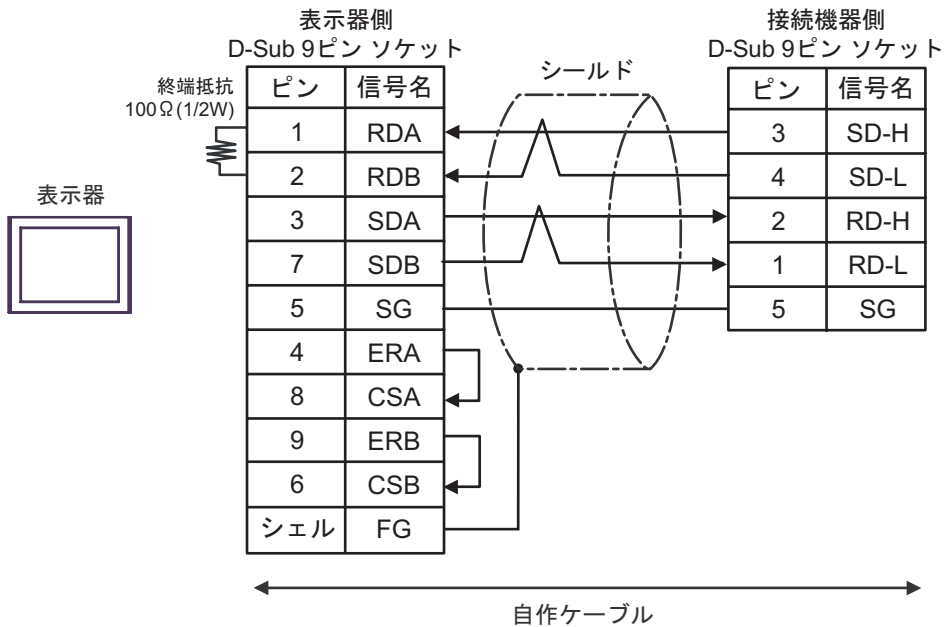 表示器側
D-Sub 9ピン ソケット
接続機器側
D-Sub 9ピン ソケット
終端抵抗
100Ω(1/2W)
シールド
表示器
ピン 信号名
1 RDA
2 RDB
3 SDA
7 SDB
5 SG
4 ERA
8 CSA
9 ERB
6 CSB
シェル FG
ピン 信号名
3 SD-H
4 SD-L
2 RD-H
1 RD-L
5 SG
自作ケーブル